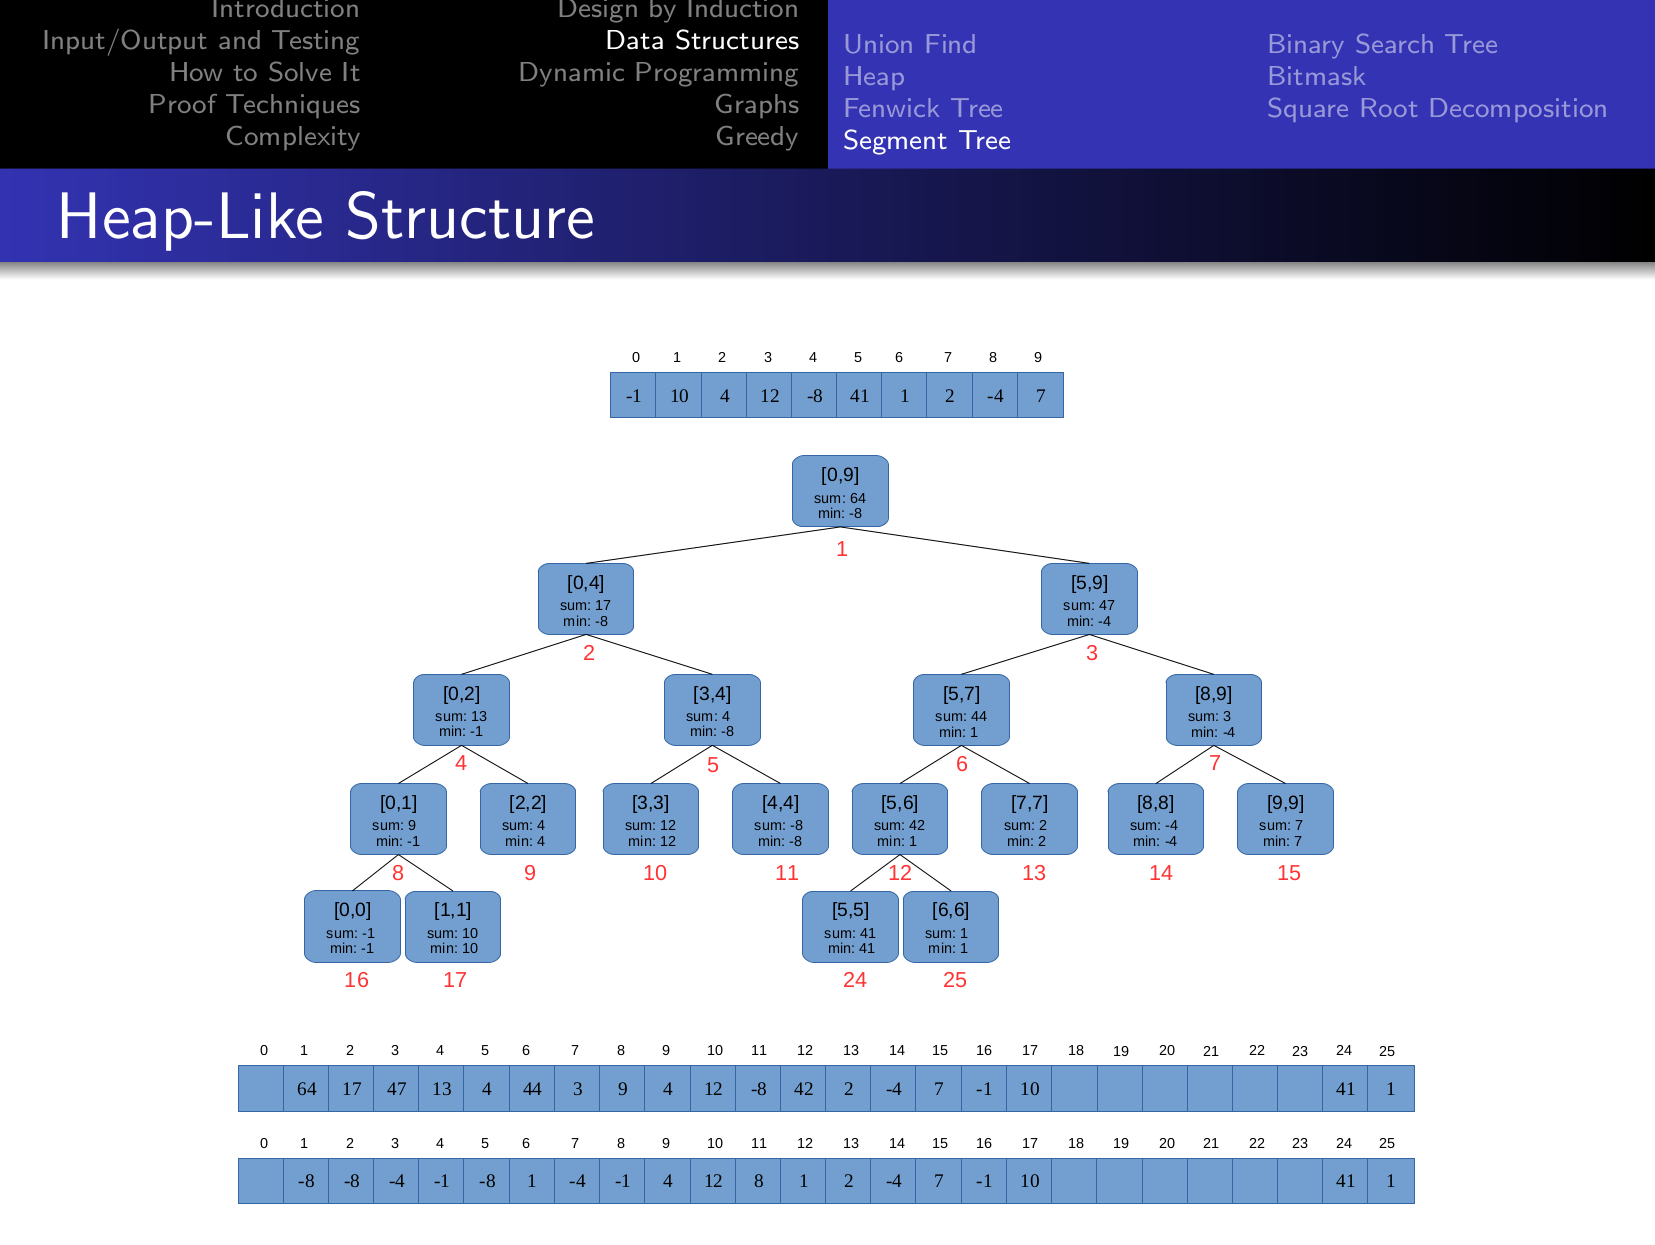 Introduction
Input/Output and Testing
How to Solve It
Proof Techniques
Complexity
Design by Induction
Data Structures
Dynamic Programming
Graphs
Greedy
Union Find
Heap
Fenwick Tree
Segment Tree
Binary Search Tree
Bitmask
Square Root Decomposition
Heap-Like Structure
0 1 2 3 4 5 6 7 8 9
-1 10 4 12 -8 41 1 2 -4 7
[0,9]
sum: 64
min: -8
1
[0,4]
sum: 17
min: -8
2
[5,9]
sum: 47
min: -4
3
[0,2]
sum: 13
min: -1
4
[3,4]
sum: 4
min: -8
5
[5,7]
sum: 44
min: 1
6
[8,9]
sum: 3
min: -4
7
[0,1]
sum: 9
min: -1
8
[2,2]
sum: 4
min: 4
9
[3,3]
sum: 12
min: 12
10
[4,4]
sum: -8
min: -8
11
[5,6]
sum: 42
min: 1
12
[7,7]
sum: 2
min: 2
13
[8,8]
sum: -4
min: -4
14
[9,9]
sum: 7
min: 7
15
[0,0]
sum: -1
min: -1
16
[1,1]
sum: 10
min: 10
17
[5,5]
sum: 41
min: 41
24
[6,6]
sum: 1
min: 1
25
0 1 2 3 4 5 6 7 8 9 10 11 12 13 14 15 16 17 18 19 20 21 22 23 24 25
64 17 47 13 4 44 3 9 4 12 -8 42 2 -4 7 -1 10 41 1
0 1 2 3 4 5 6 7 8 9 10 11 12 13 14 15 16 17 18 19 20 21 22 23 24 25
-8 -8 -4 -1 -8 1 -4 -1 4 12 8 1 2 -4 7 -1 10 41 1